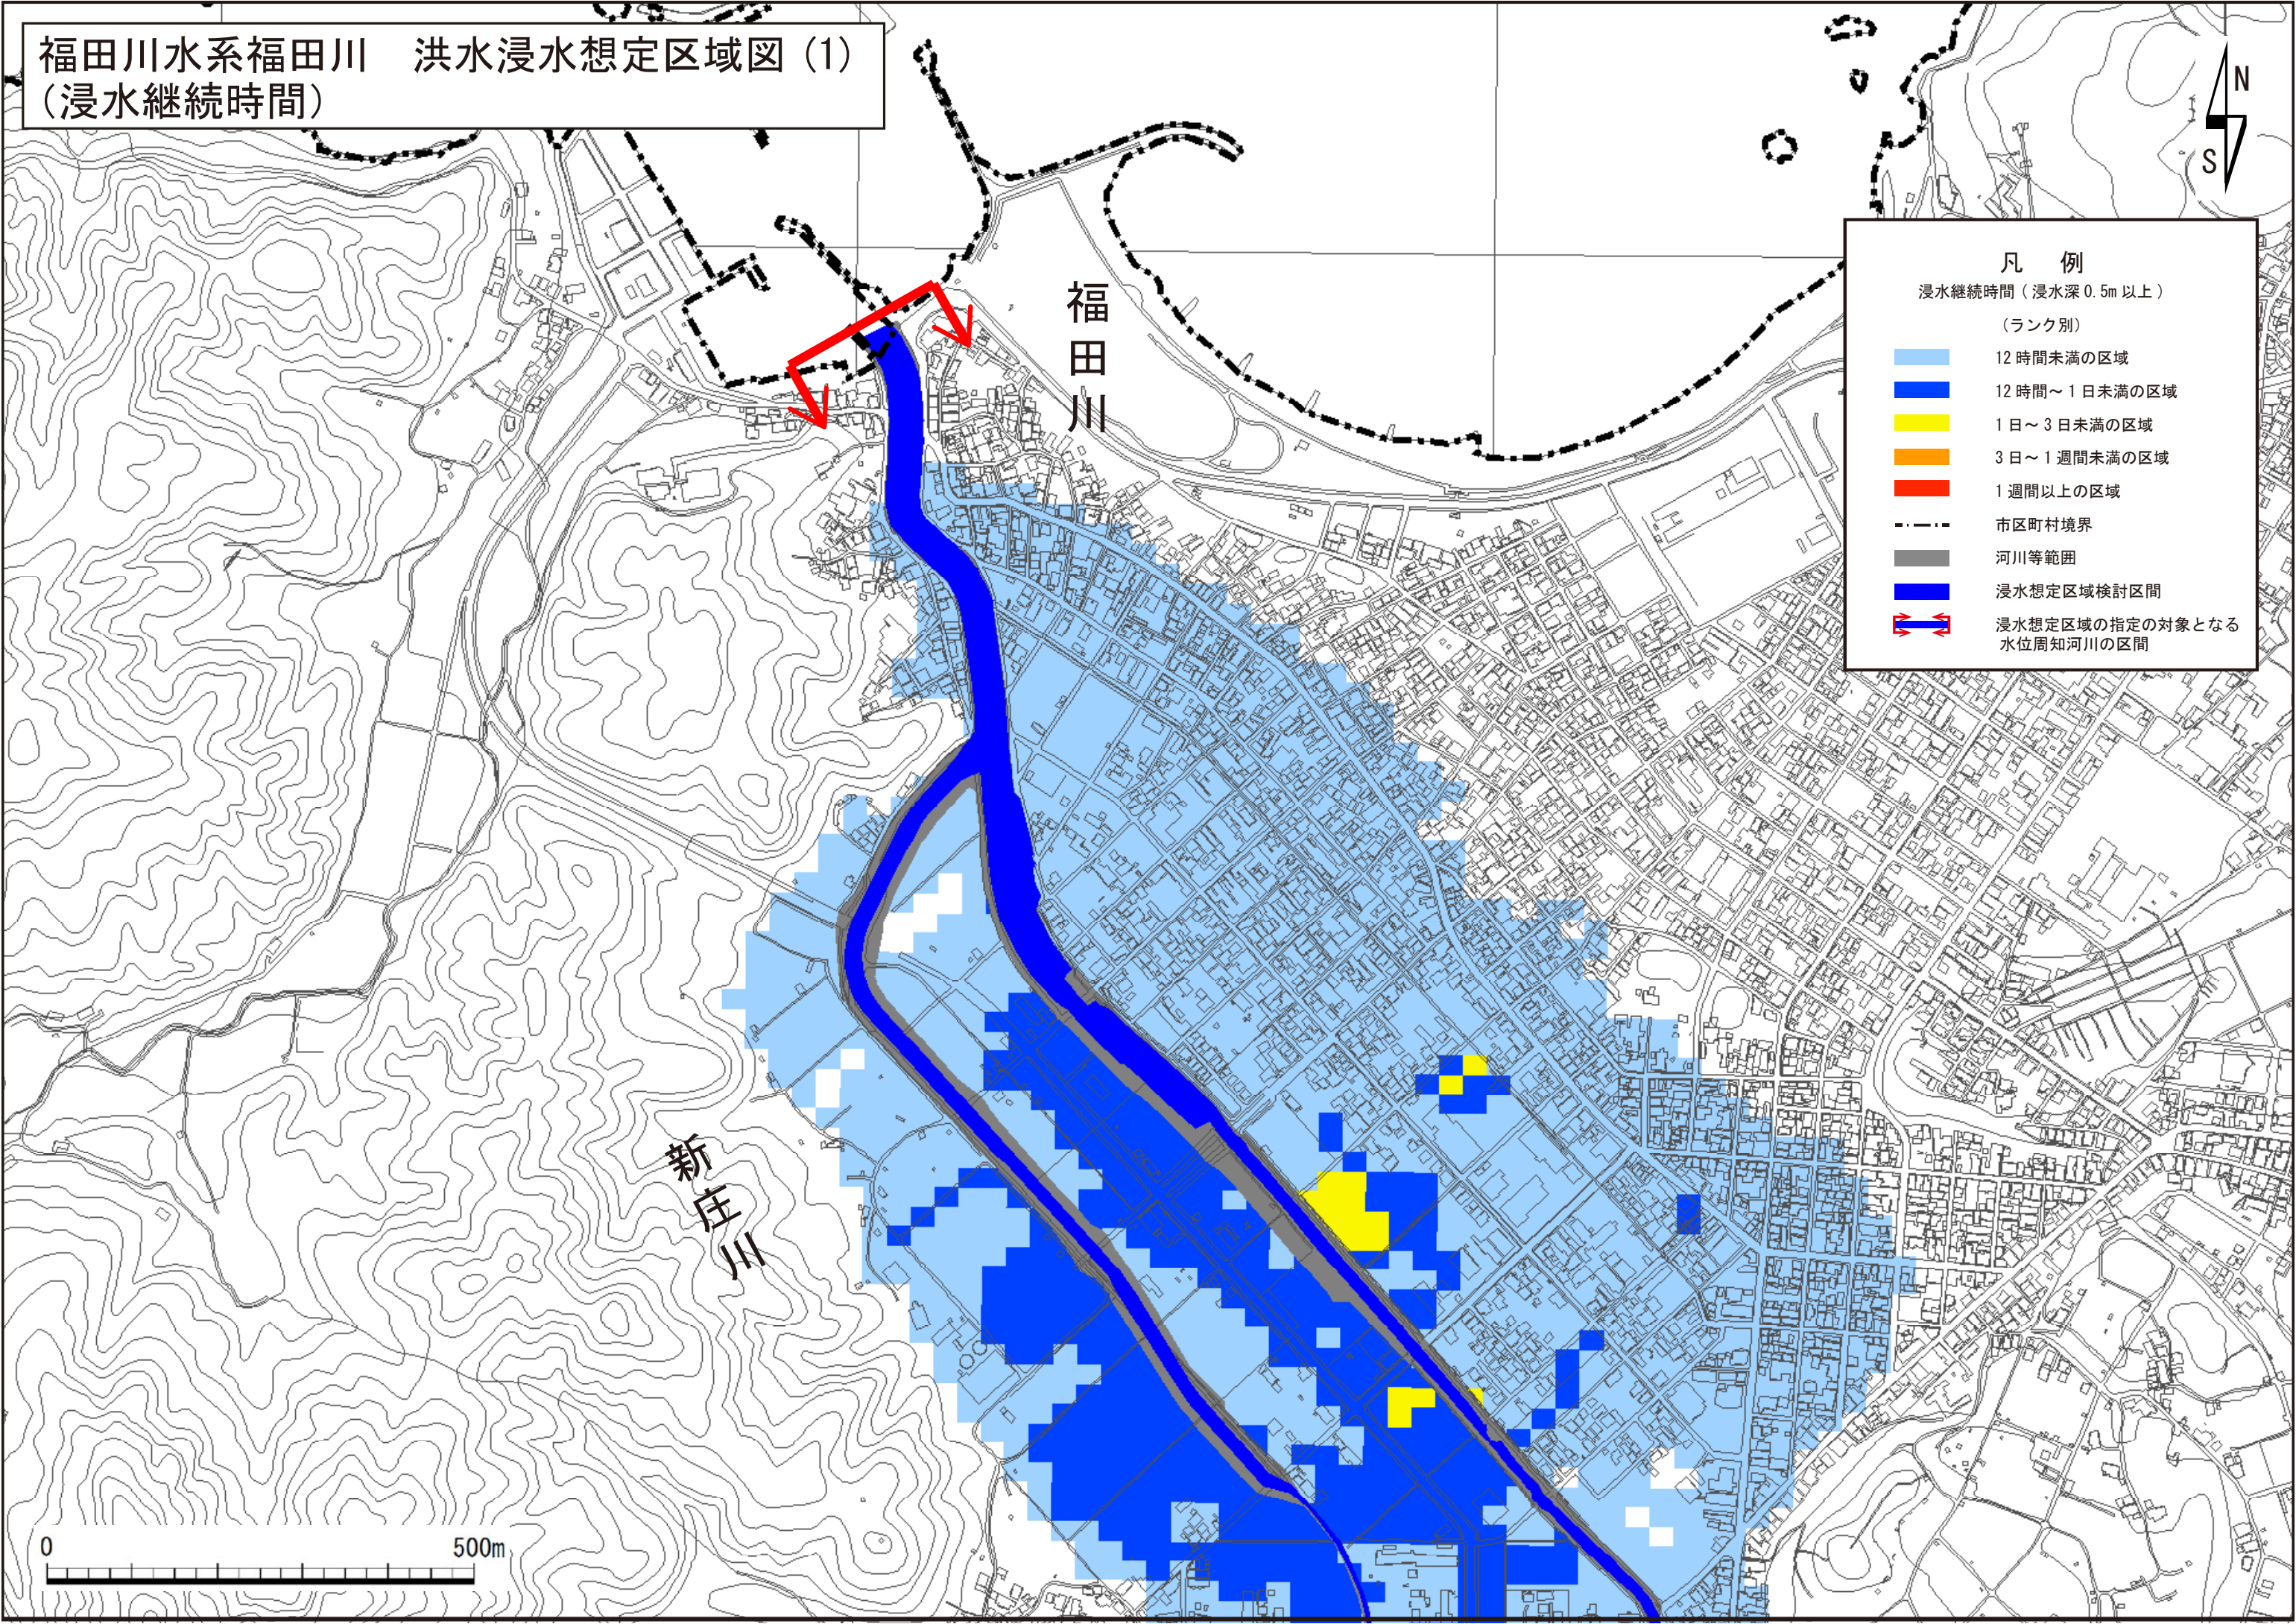 福田川水系福田川　洪水浸水想定区域図（1）
（浸水継続時間）
N
S
福田川
凡　例
浸水継続時間（浸水深0.5m以上）
（ランク別）
12時間未満の区域
12時間～1日未満の区域
1日～3日未満の区域
3日～1週間未満の区域
1週間以上の区域
市区町村境界
河川等範囲
浸水想定区域検討区間
浸水想定区域の指定の対象となる
水位周知河川の区間
新庄川
0
500m